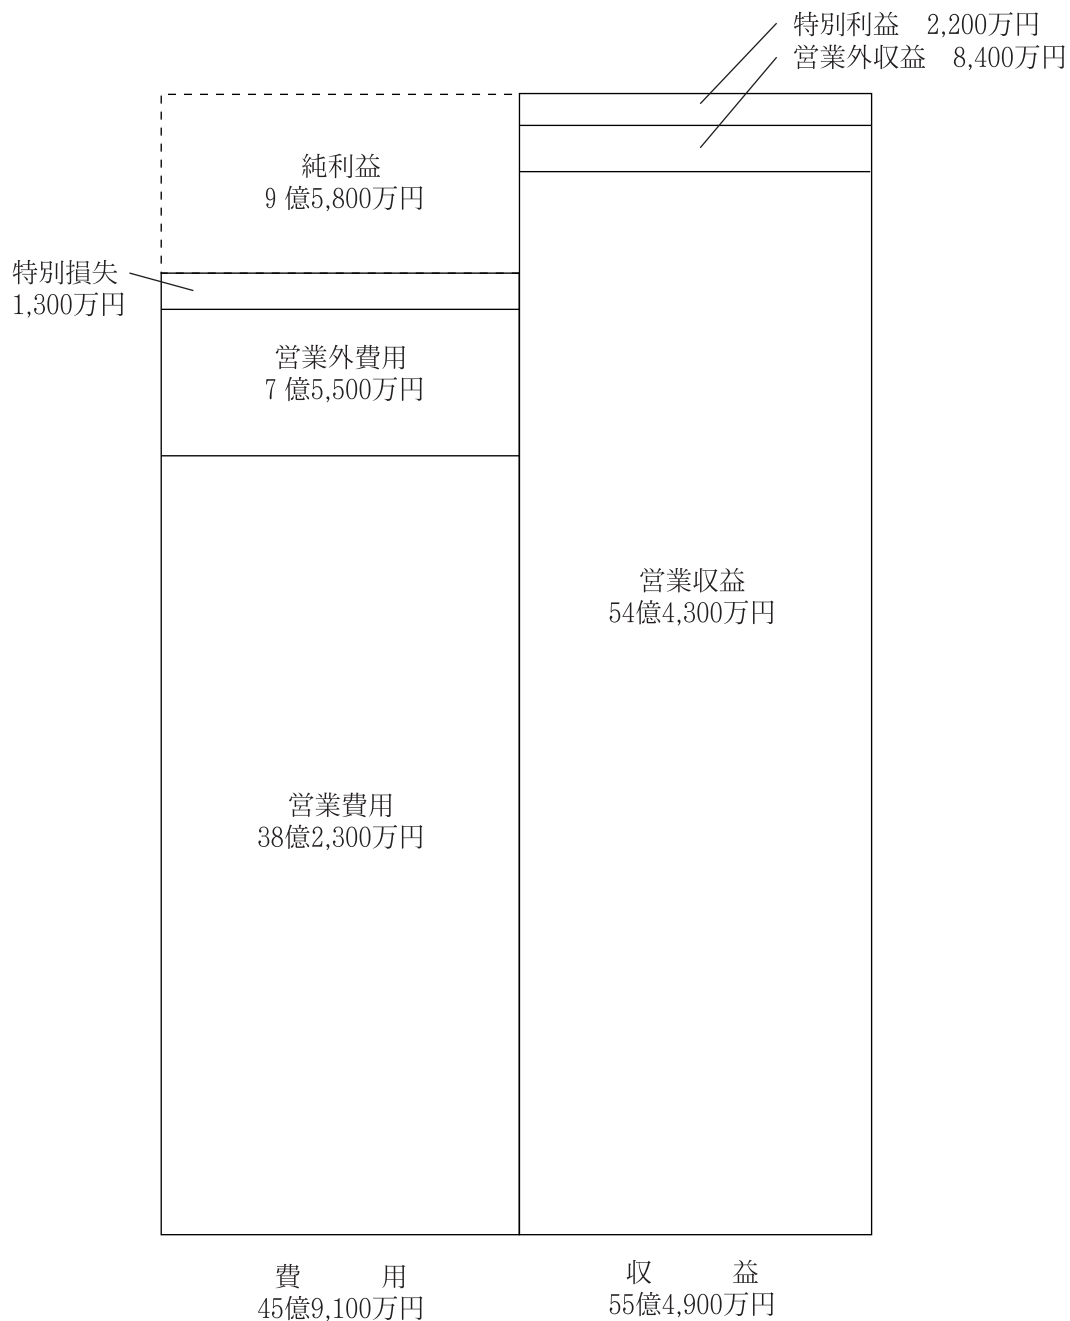 特別利益　2,200万円
営業外収益　8,400万円
純利益
9 億5,800万円
特別損失
1,300万円
営業外費用
7 億5,500万円
営業収益
54億4,300万円
営業費用
38億2,300万円
費　　　用
45億9,100万円
収　　　益
55億4,900万円